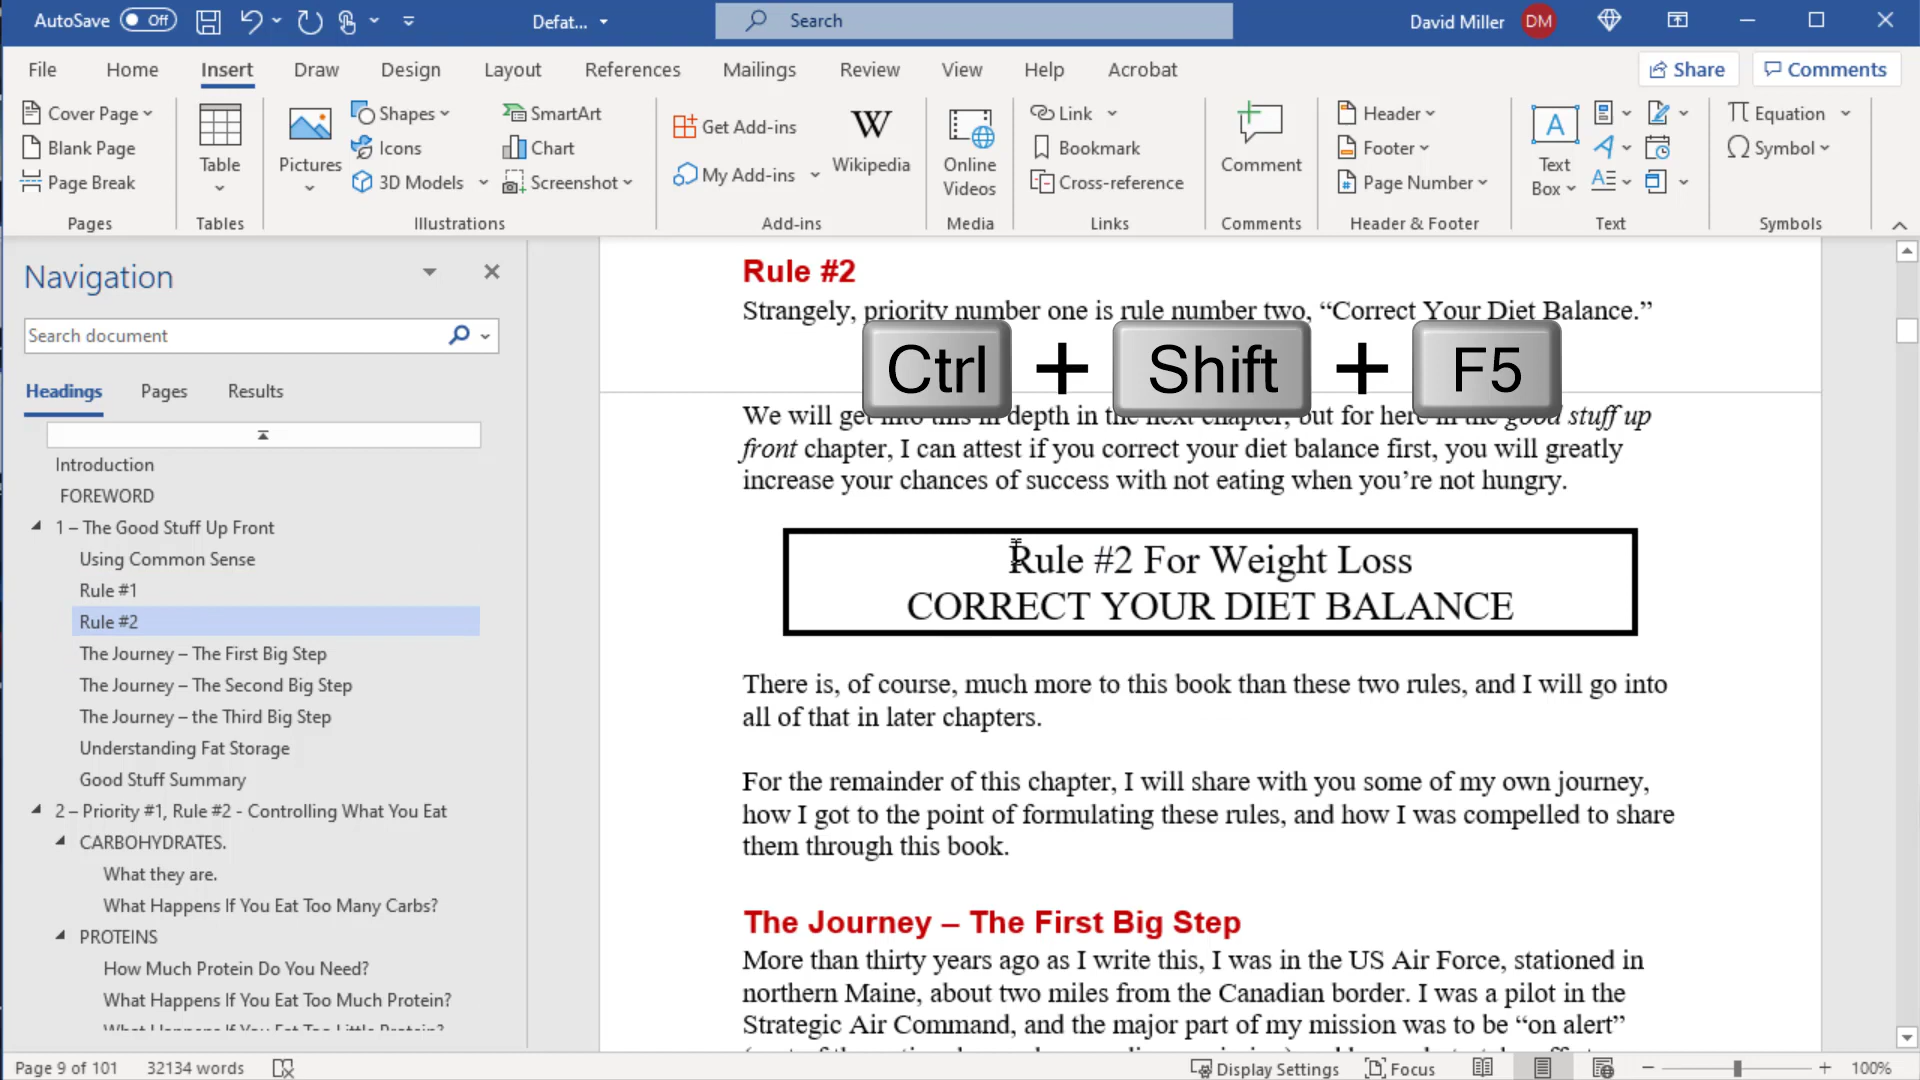 AutoSave Off Defat... Search David Miller DM
File Home Insert Draw Design Layout References Mailings Review View Help Acrobat Share Comments
Cover Page
Blank Page
Page Break
Pages
Table
Tables
Pictures
Shapes
Icons
3D Models
SmartArt
Chart
Screenshot
Illustrations
Get Add-ins
My Add-ins
W
Wikipedia
Add-ins
Online
Videos
Media
Link
Bookmark
Cross-reference
Links
Comment
Comments
Header
Footer
Page Number
Header & Footer
A
Text
Box
Text
Equation
Symbol
Symbols
Navigation
Search document
Headings Pages Results
Introduction
FOREWORD
1 – The Good Stuff Up Front
Using Common Sense
Rule #1
Rule #2
The Journey – The First Big Step
The Journey – The Second Big Step
The Journey – the Third Big Step
Understanding Fat Storage
Good Stuff Summary
2 – Priority #1, Rule #2 - Controlling What You Eat
CARBOHYDRATES.
What they are.
What Happens If You Eat Too Many Carbs?
PROTEINS
How Much Protein Do You Need?
What Happens If You Eat Too Much Protein?
What Happens If You Eat Too Little Protein?
Rule #2
Strangely, priority number one is rule number two, “Correct Your Diet Balance.”
Ctrl + Shift + F5
We will get into this in depth in the next chapter, but for here in the good stuff up
front chapter, I can attest if you correct your diet balance first, you will greatly
increase your chances of success with not eating when you’re not hungry.
Rule #2 For Weight Loss
CORRECT YOUR DIET BALANCE
There is, of course, much more to this book than these two rules, and I will go into
all of that in later chapters.
For the remainder of this chapter, I will share with you some of my own journey,
how I got to the point of formulating these rules, and how I was compelled to share
them through this book.
The Journey – The First Big Step
More than thirty years ago as I write this, I was in the US Air Force, stationed in
northern Maine, about two miles from the Canadian border. I was a pilot in the
Strategic Air Command, and the major part of my mission was to be “on alert”
Page 9 of 101 32134 words Display Settings Focus 100%